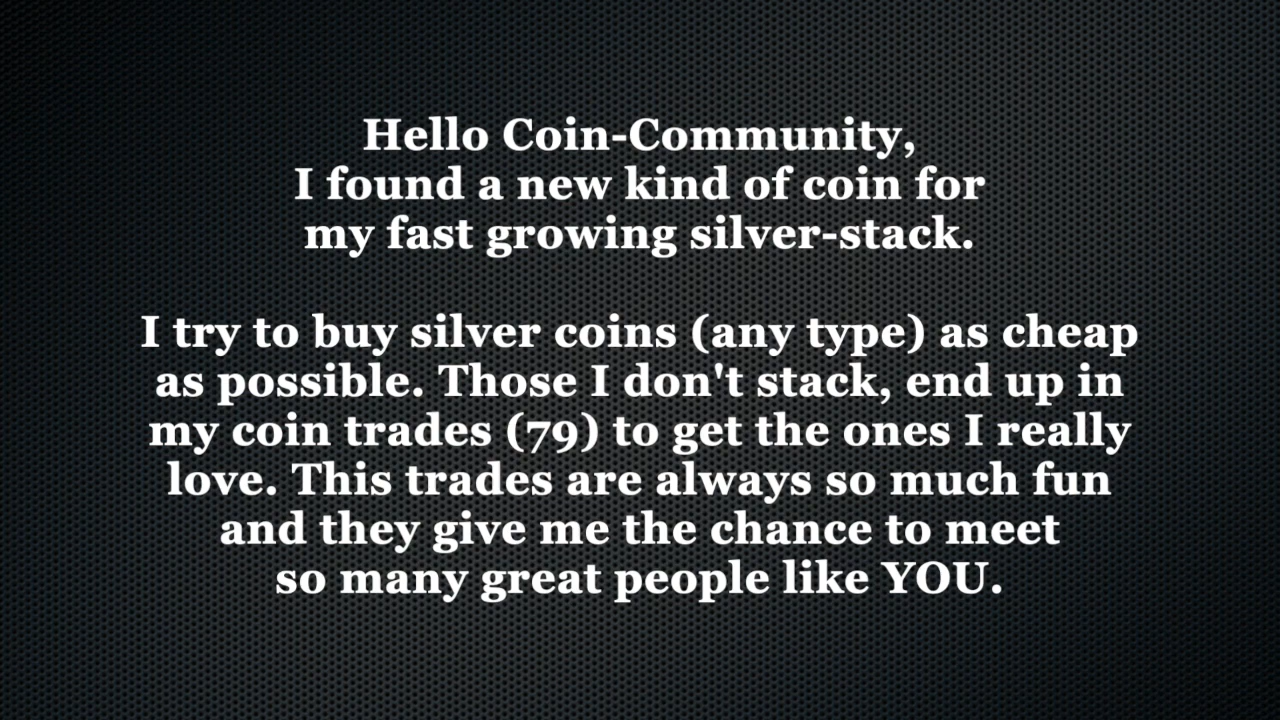 Hello Coin-Community,
I found a new kind of coin for
my fast growing silver-stack.
I try to buy silver coins (any type) as cheap
as possible. Those I don't stack, end up in
my coin trades (79) to get the ones I really
love. This trades are always so much fun
and they give me the chance to meet
so many great people like YOU.